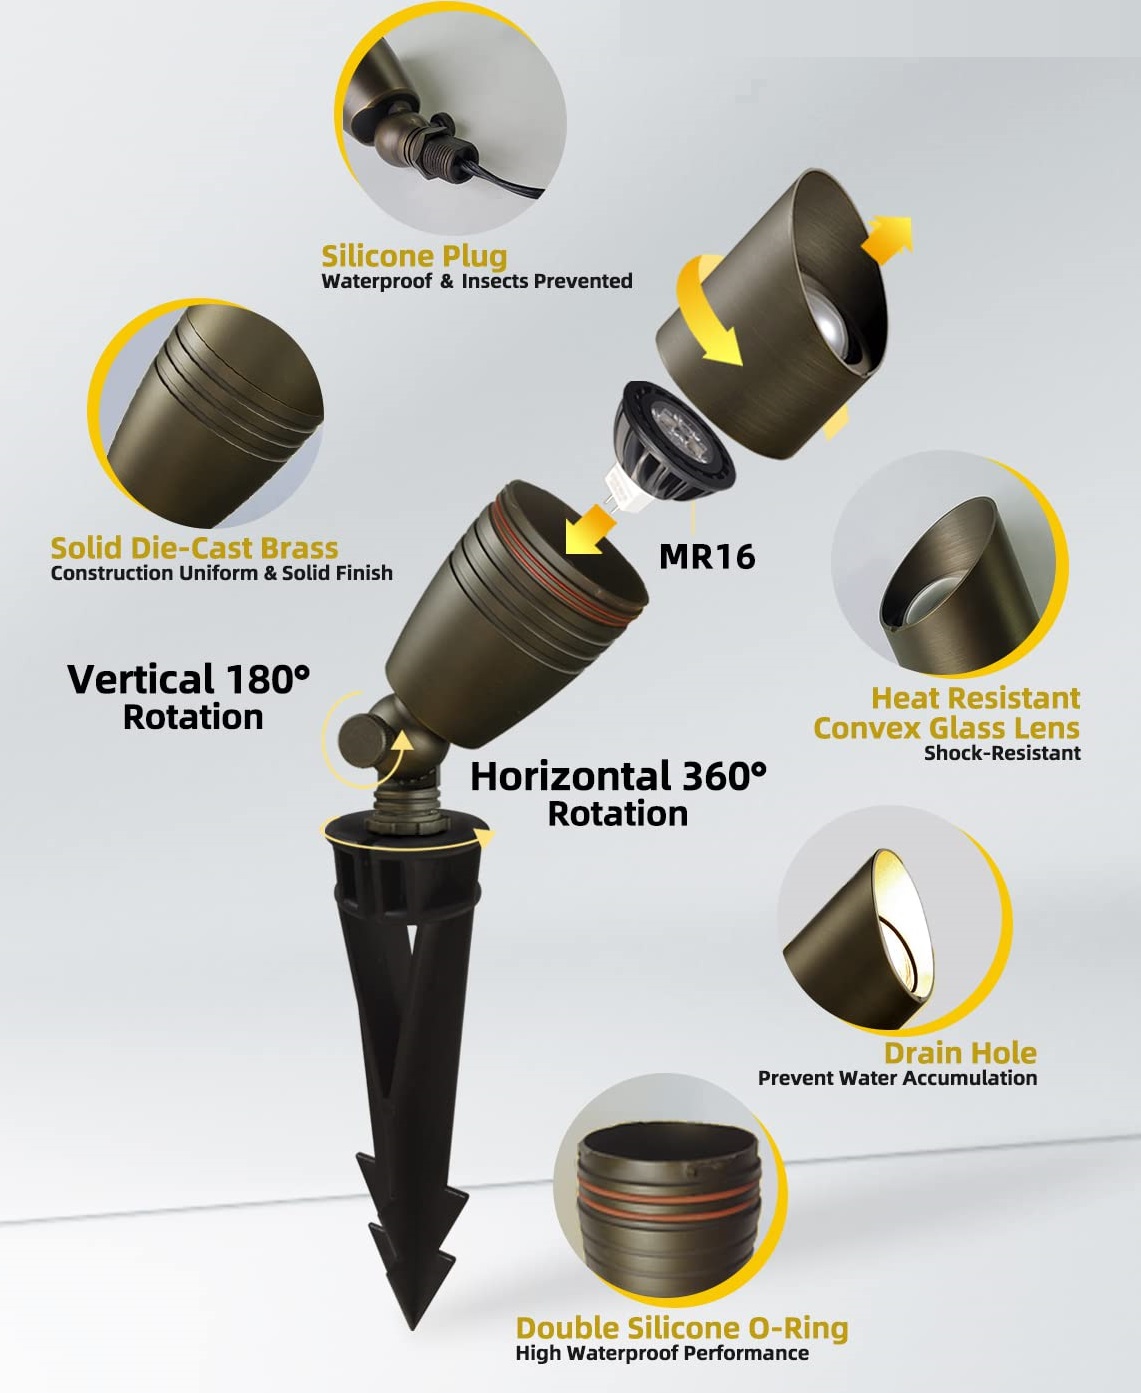 Silicone Plug
Waterproof & Insects Prevented
Solid Die-Cast Brass
Construction Uniform & Solid Finish
MR16
Vertical 180°
Rotation
Heat Resistant
Convex Glass Lens
Shock-Resistant
Horizontal 360°
Rotation
Drain Hole
Prevent Water Accumulation
Double Silicone O-Ring
High Waterproof Performance